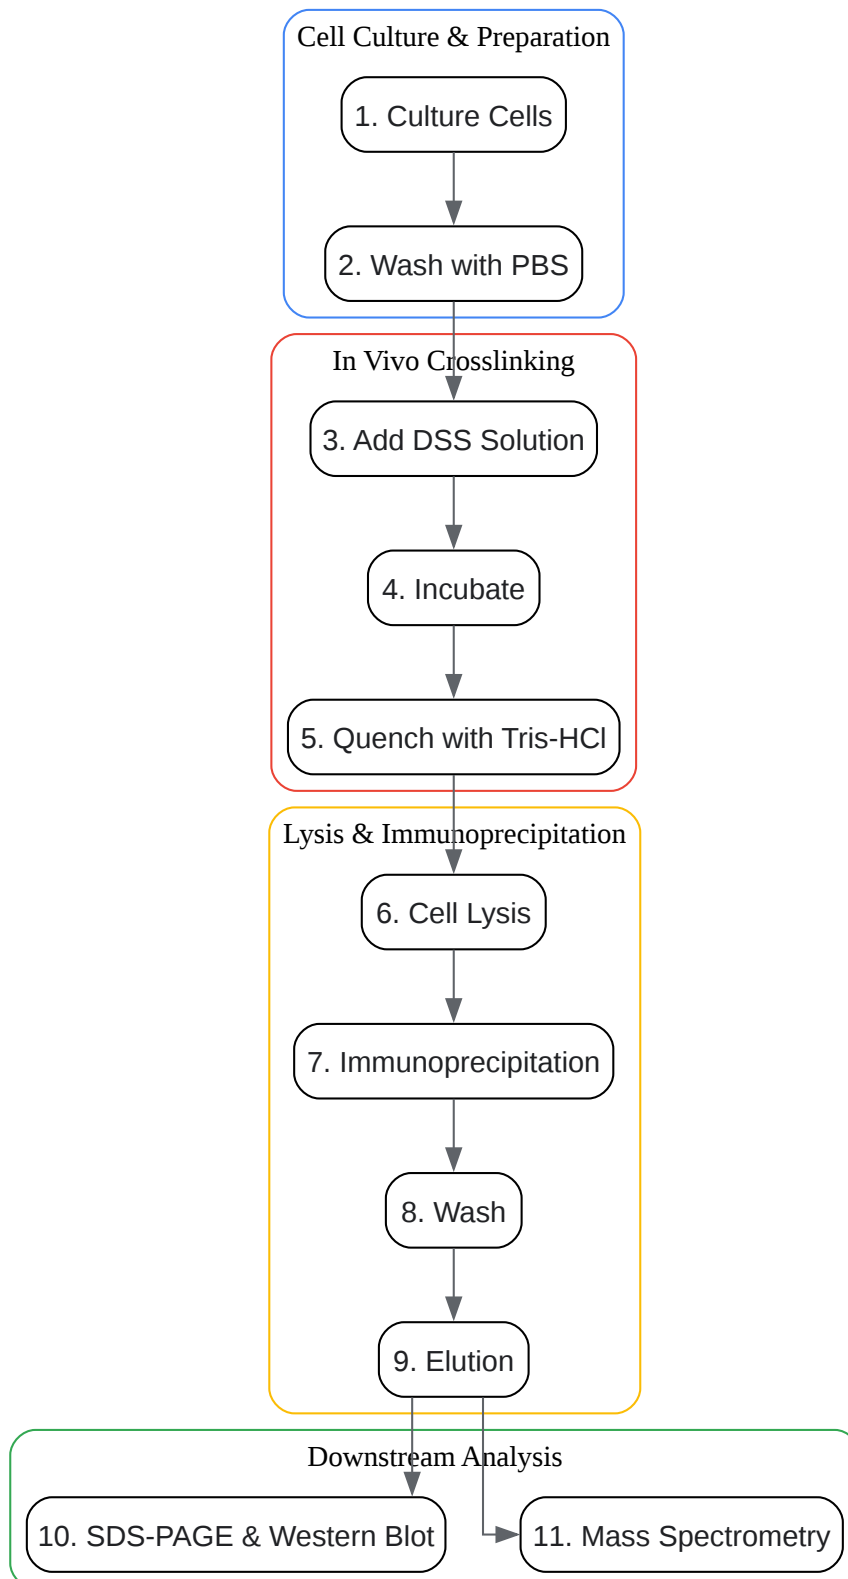 Cell Culture & Preparation
1. Culture Cells
2. Wash with PBS
In Vivo Crosslinking
3. Add DSS Solution
4. Incubate
5. Quench with Tris-HCl
Lysis & Immunoprecipitation
6. Cell Lysis
7. Immunoprecipitation
8. Wash
9. Elution
Downstream Analysis
10. SDS-PAGE & Western Blot
11. Mass Spectrometry